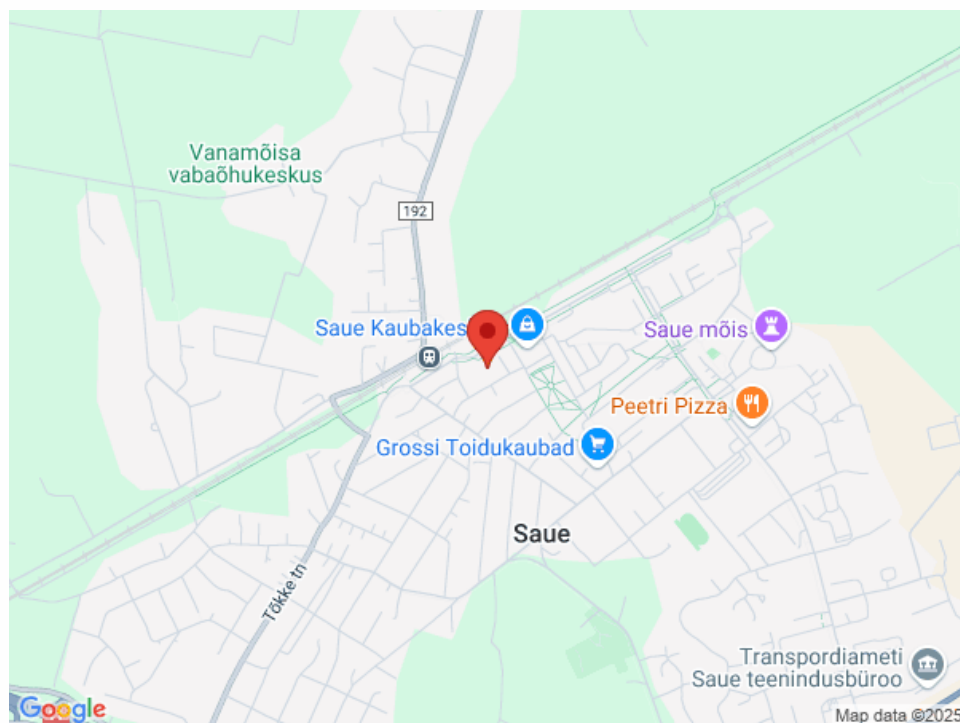 Vanamõisa
vabaõhukeskus
192
Saue Kaubakes
Saue mõis
Peetri Pizza
Grossi Toidukaubad
Saue
Tõkke tn
Transpordiameti
Saue teenindusbüroo
Google
Map data ©2025